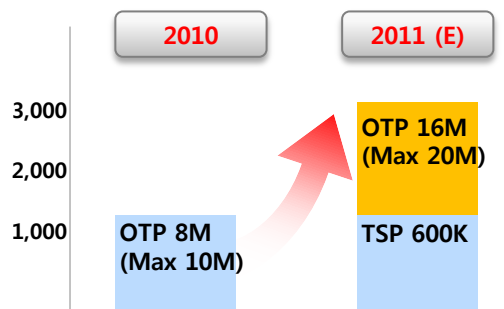 2010
2011 (E)
3,000
2,000
1,000
OTP 8M
(Max 10M)
OTP 16M
(Max 20M)
TSP 600K